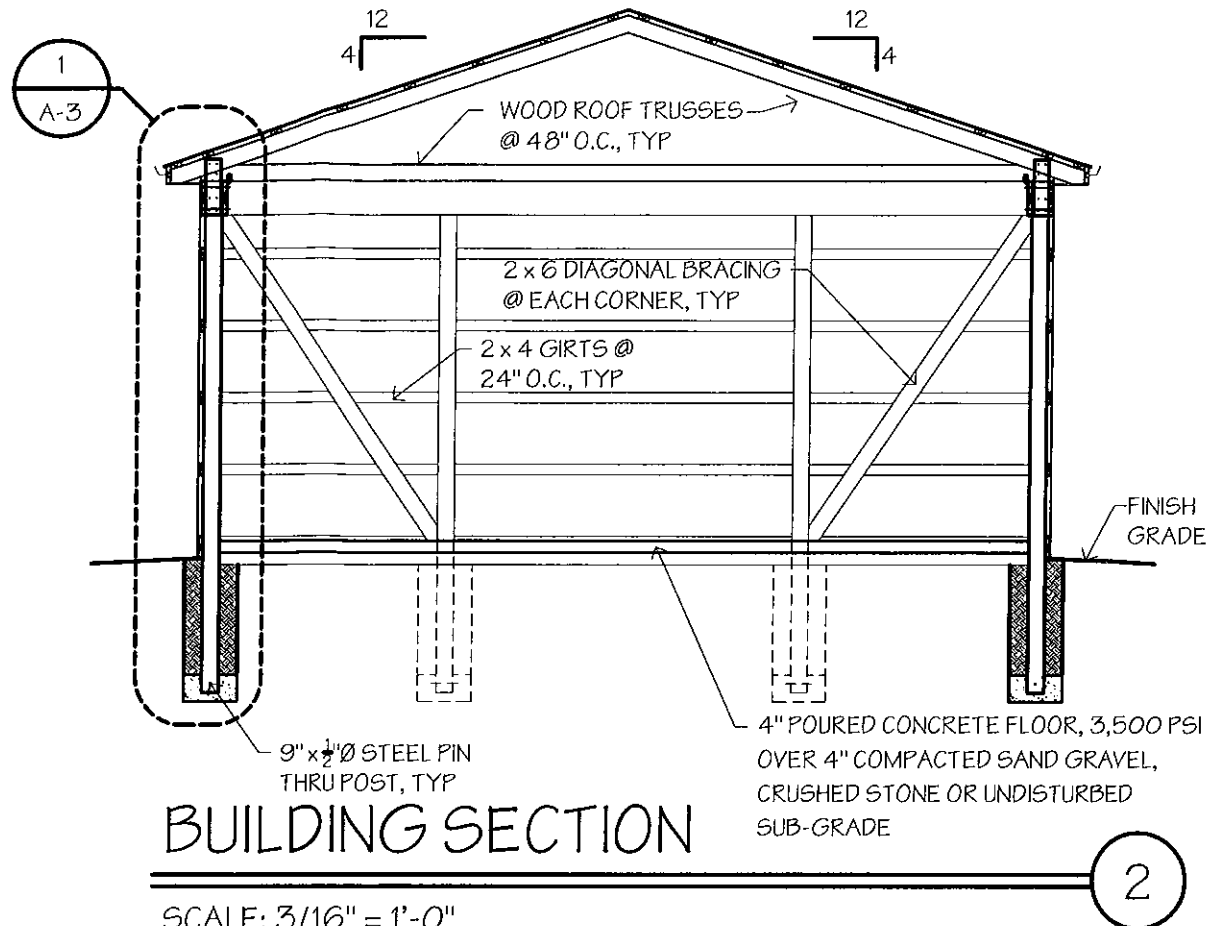 12
4
12
4
1
A-3
WOOD ROOF TRUSSES
@ 48" O.C., TYP
2 x 6 DIAGONAL BRACING
@ EACH CORNER, TYP
2 x 4 GIRTS @
24" O.C., TYP
FINISH
GRADE
9" x ½"Ø STEEL PIN
THRU POST, TYP
4" POURED CONCRETE FLOOR, 3,500 PSI
OVER 4" COMPACTED SAND GRAVEL,
CRUSHED STONE OR UNDISTURBED
SUB-GRADE
BUILDING SECTION
2
SCALE: 3/16" = 1'-0"